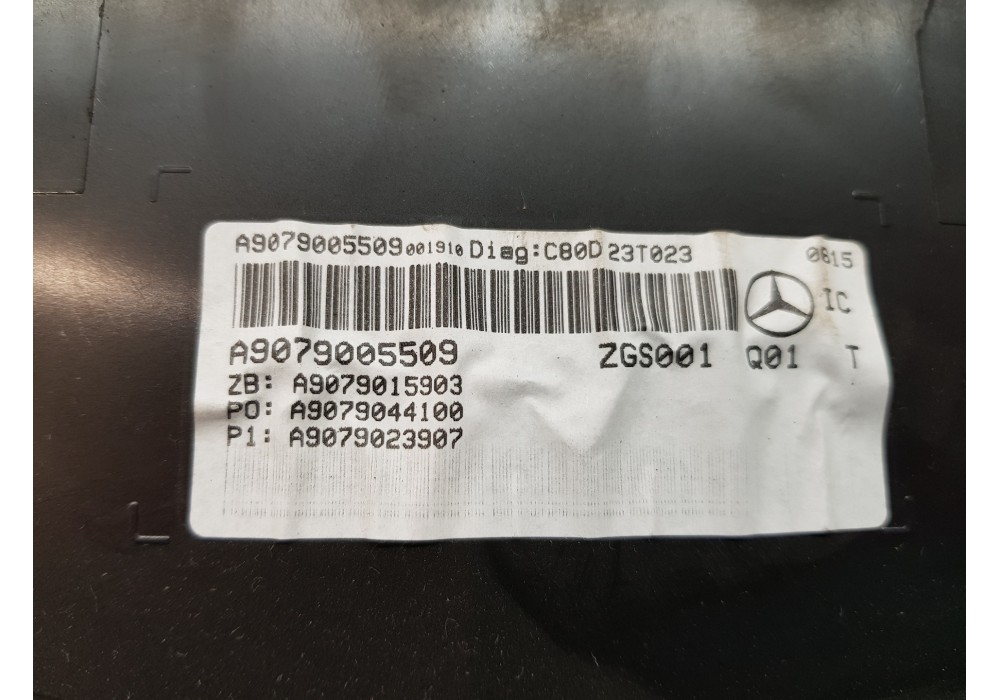 A9079005509 001910 Diag:C80D 23T023 0815
IC
A9079005509 ZGS001 Q01 T
ZB: A9079015903
P0: A9079044100
P1: A9079023907